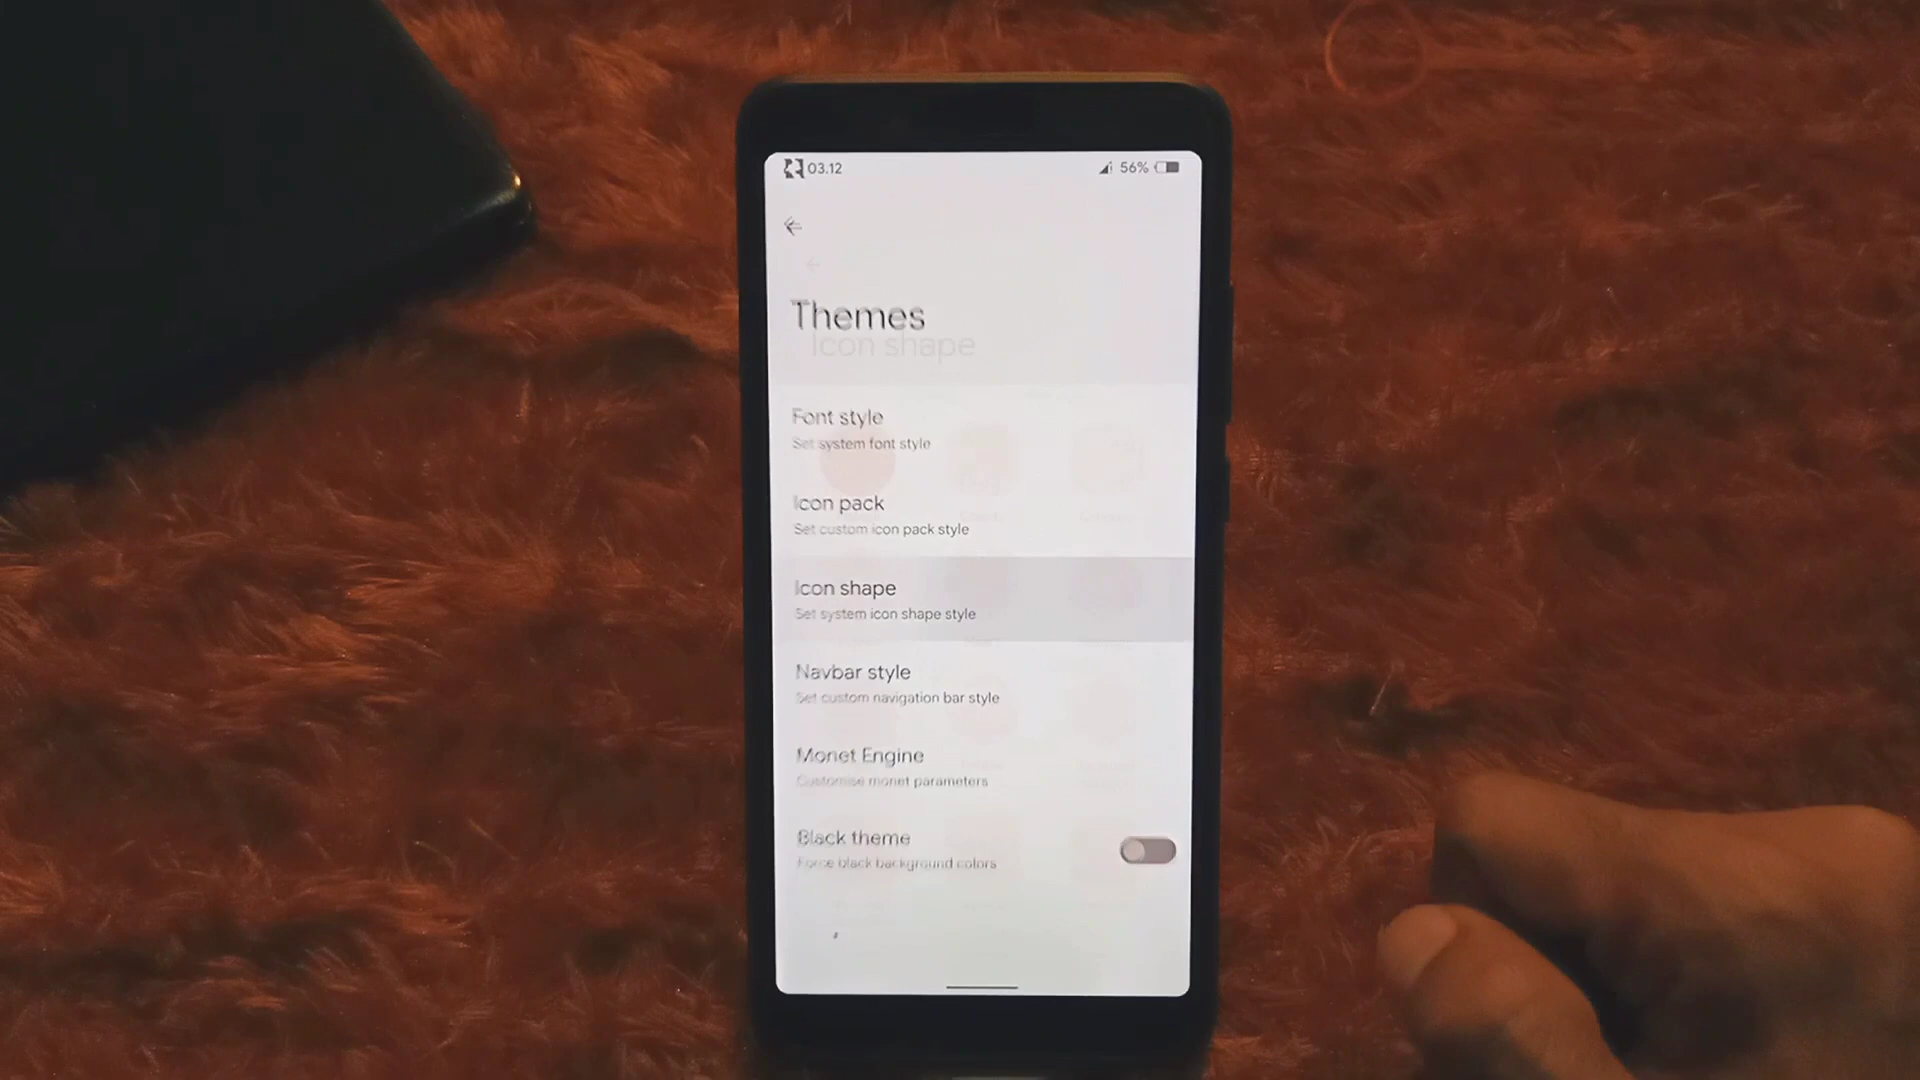 03.12
56%
Themes
Icon shape
Font style
Set system font style
Icon pack
Set custom icon pack style
Icon shape
Set system icon shape style
Navbar style
Set custom navigation bar style
Monet Engine
Customise monet parameters
Black theme
Force black background colors